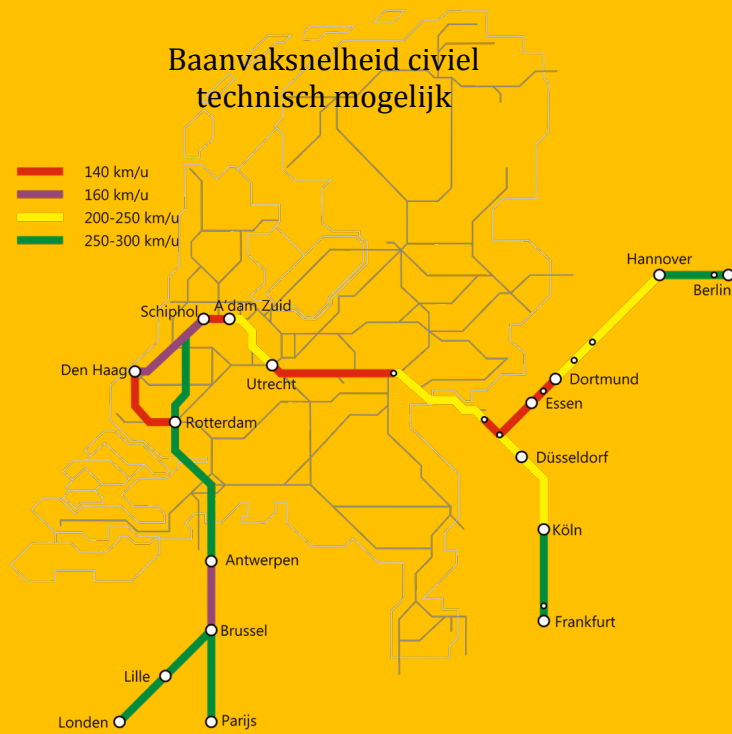 Baanvaksnelheid civiel
technisch mogelijk
140 km/u
160 km/u
200-250 km/u
250-300 km/u
Hannover
Berlin
Schiphol
A'dam Zuid
Den Haag
Utrecht
Dortmund
Essen
Rotterdam
Düsseldorf
Köln
Antwerpen
Frankfurt
Brussel
Lille
Londen
Parijs